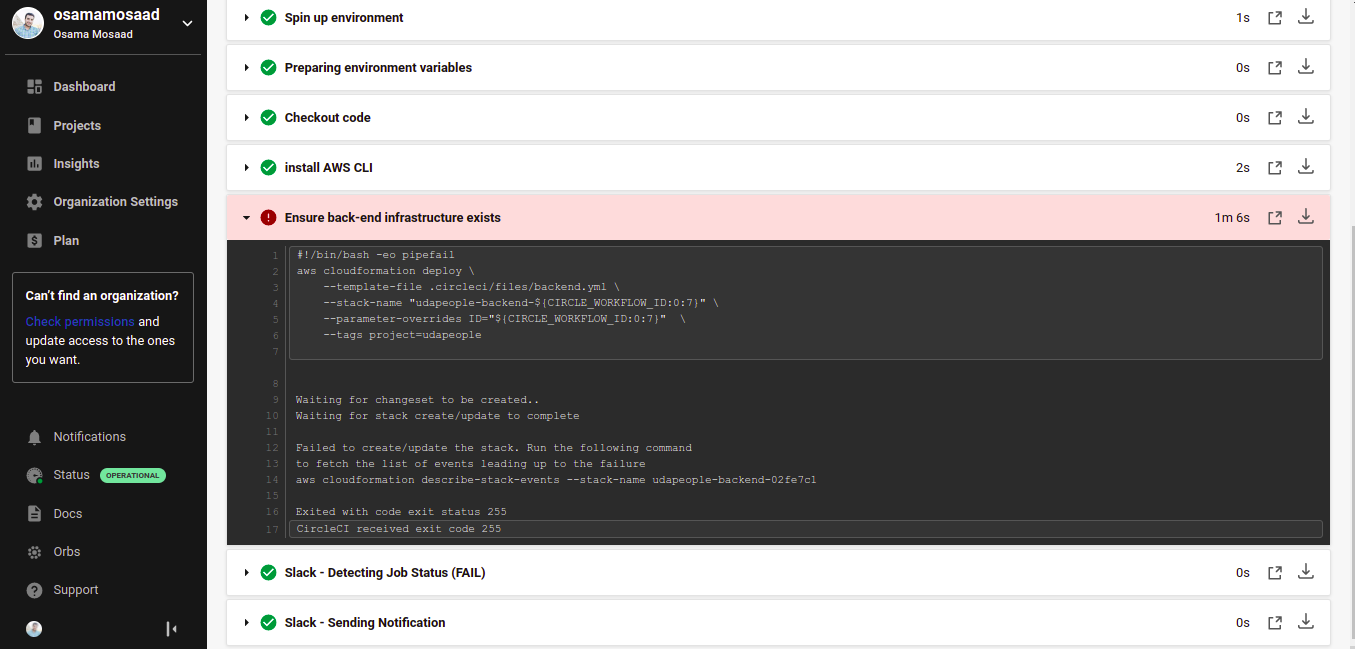 osamamosaad
Osama Mosaad
Dashboard
Projects
Insights
Organization Settings
Plan
Can't find an organization?
Check permissions and
update access to the ones
you want.
Notifications
Status OPERATIONAL
Docs
Orbs
Support
Spin up environment 1s
Preparing environment variables 0s
Checkout code 0s
install AWS CLI 2s
Ensure back-end infrastructure exists 1m 6s
1 #!/bin/bash -eo pipefail
2 aws cloudformation deploy \
3 --template-file .circleci/files/backend.yml \
4 --stack-name "udapeople-backend-${CIRCLE_WORKFLOW_ID:0:7}" \
5 --parameter-overrides ID="${CIRCLE_WORKFLOW_ID:0:7}"  \
6 --tags project=udapeople
7
8
9 Waiting for changeset to be created..
10 Waiting for stack create/update to complete
11
12 Failed to create/update the stack. Run the following command
13 to fetch the list of events leading up to the failure
14 aws cloudformation describe-stack-events --stack-name udapeople-backend-02fe7c1
15
16 Exited with code exit status 255
17 CircleCI received exit code 255
Slack - Detecting Job Status (FAIL) 0s
Slack - Sending Notification 0s